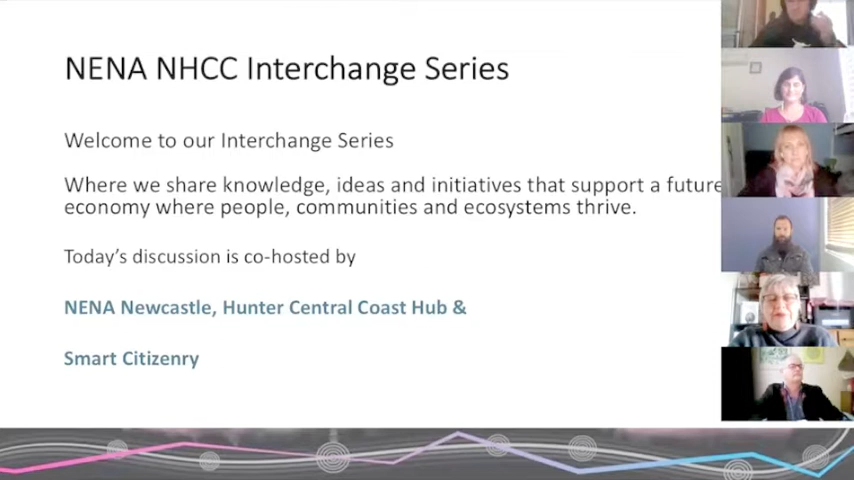 NENA NHCC Interchange Series
Welcome to our Interchange Series
Where we share knowledge, ideas and initiatives that support a future
economy where people, communities and ecosystems thrive.
Today’s discussion is co-hosted by
NENA Newcastle, Hunter Central Coast Hub &
Smart Citizenry